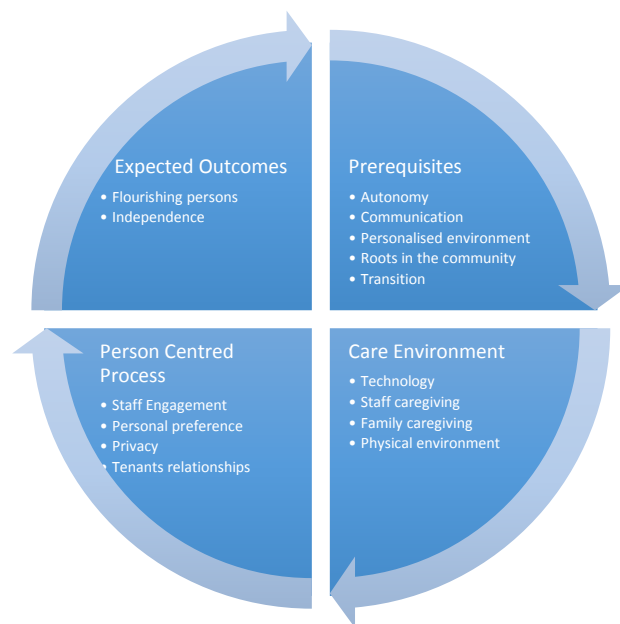 Expected Outcomes
• Flourishing persons
• Independence
Prerequisites
• Autonomy
• Communication
• Personalised environment
• Roots in the community
• Transition
Person Centred
Process
• Staff Engagement
• Personal preference
• Privacy
• Tenants relationships
Care Environment
• Technology
• Staff caregiving
• Family caregiving
• Physical environment